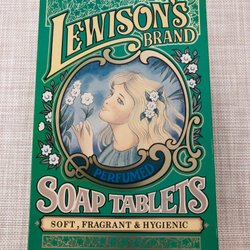 LEWISON'S
BRAND
PERFUMED
SOAP TABLETS
SOFT, FRAGRANT & HYGIENIC